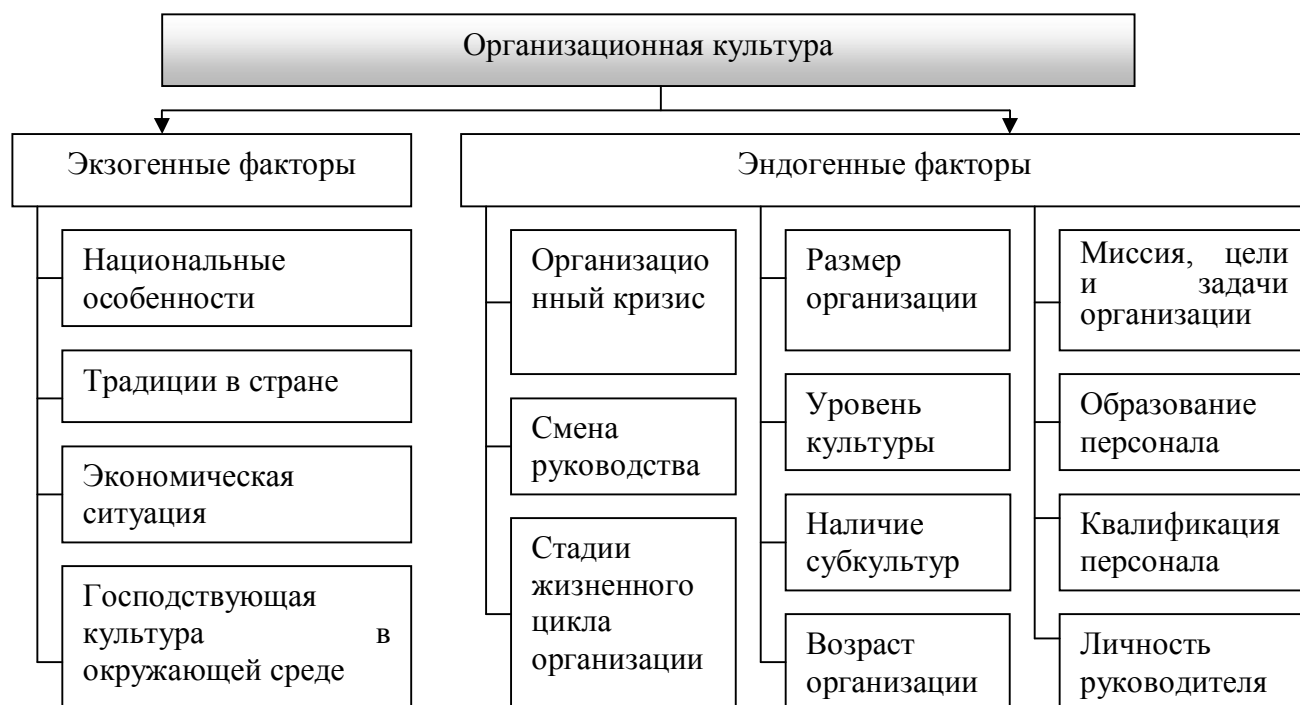 Организационная культура
Экзогенные факторы
Национальные
особенности
Традиции в стране
Экономическая
ситуация
Господствующая
культура в
окружающей среде
Эндогенные факторы
Организацио
нный кризис
Смена
руководства
Стадии
жизненного
цикла
организации
Размер
организации
Уровень
культуры
Наличие
субкультур
Возраст
организации
Миссия, цели
и задачи
организации
Образование
персонала
Квалификация
персонала
Личность
руководителя